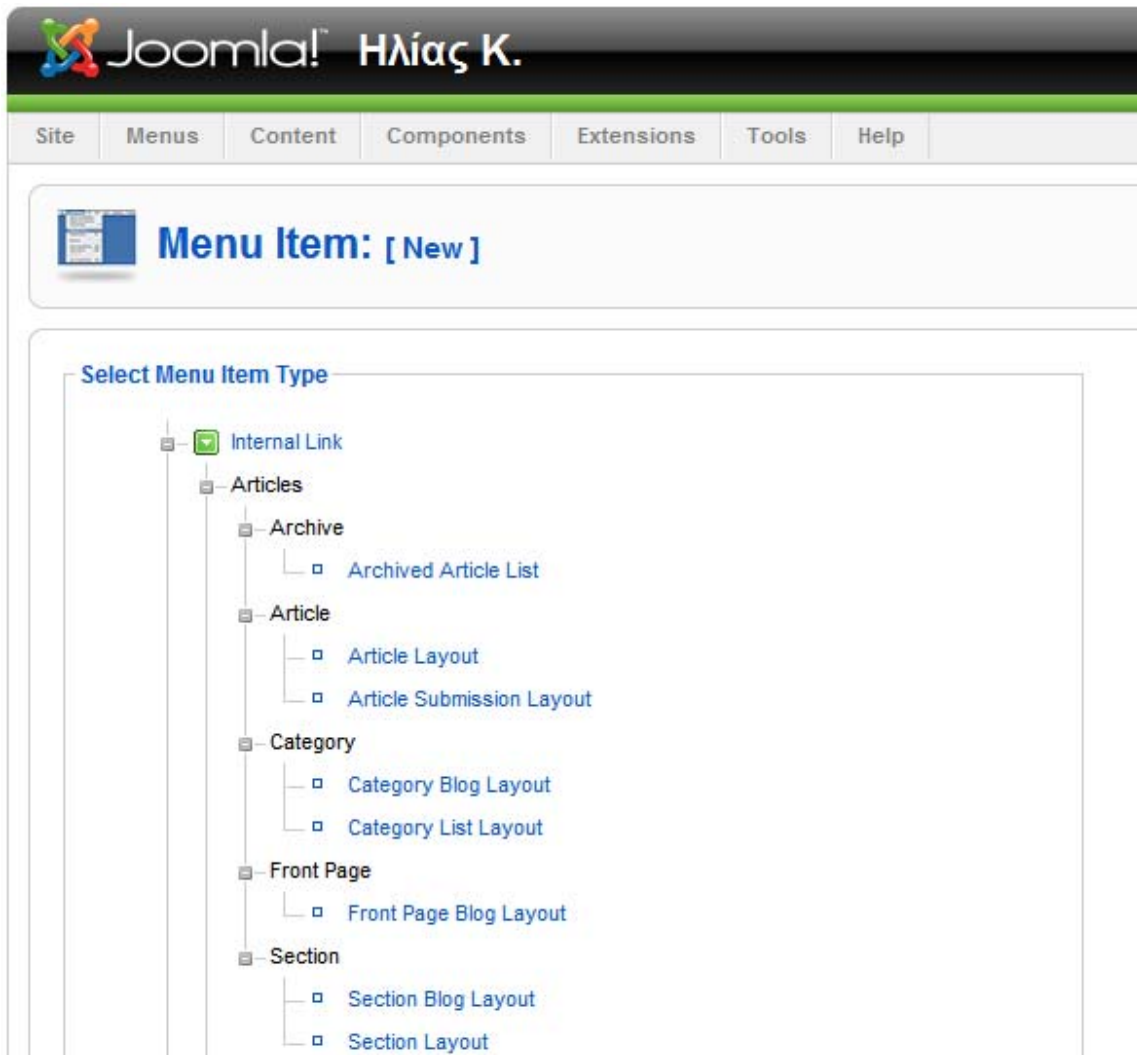 Joomla!™ Ηλίας Κ.
Site Menus Content Components Extensions Tools Help
Menu Item: [ New ]
Select Menu Item Type
Internal Link
Articles
Archive
Archived Article List
Article
Article Layout
Article Submission Layout
Category
Category Blog Layout
Category List Layout
Front Page
Front Page Blog Layout
Section
Section Blog Layout
Section Layout